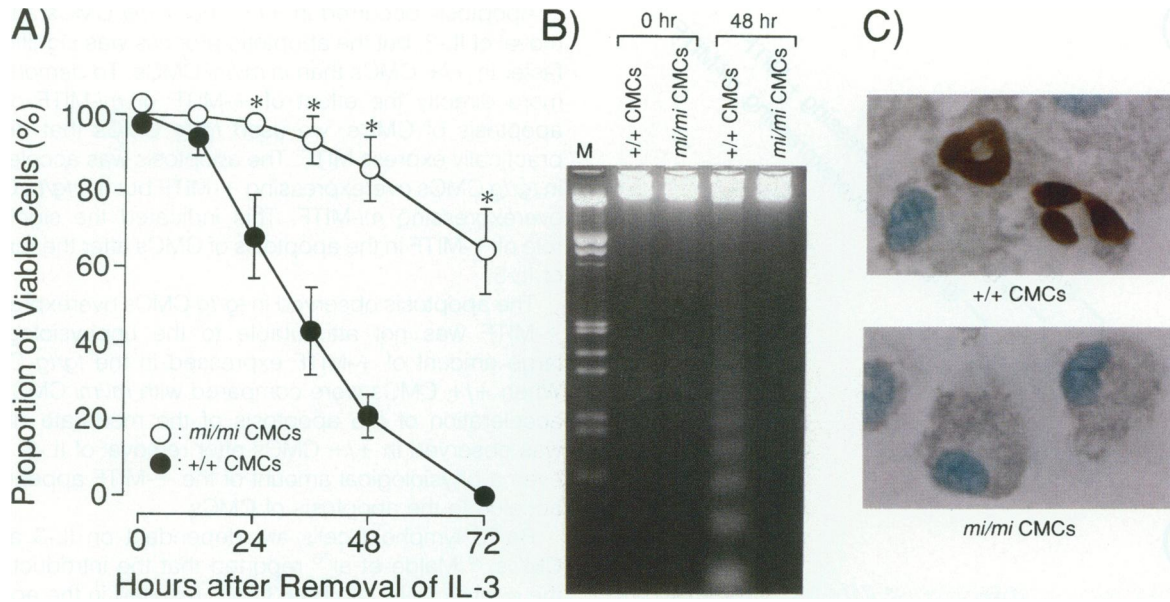 A)
Proportion of Viable Cells (%)
100
80
60
40
20
0
○ : mi/mi CMCs
● : +/+ CMCs
* * * *
0 24 48 72
Hours after Removal of IL-3
B)
0 hr 48 hr
M
+/+ CMCs
mi/mi CMCs
+/+ CMCs
mi/mi CMCs
C)
+/+ CMCs
mi/mi CMCs